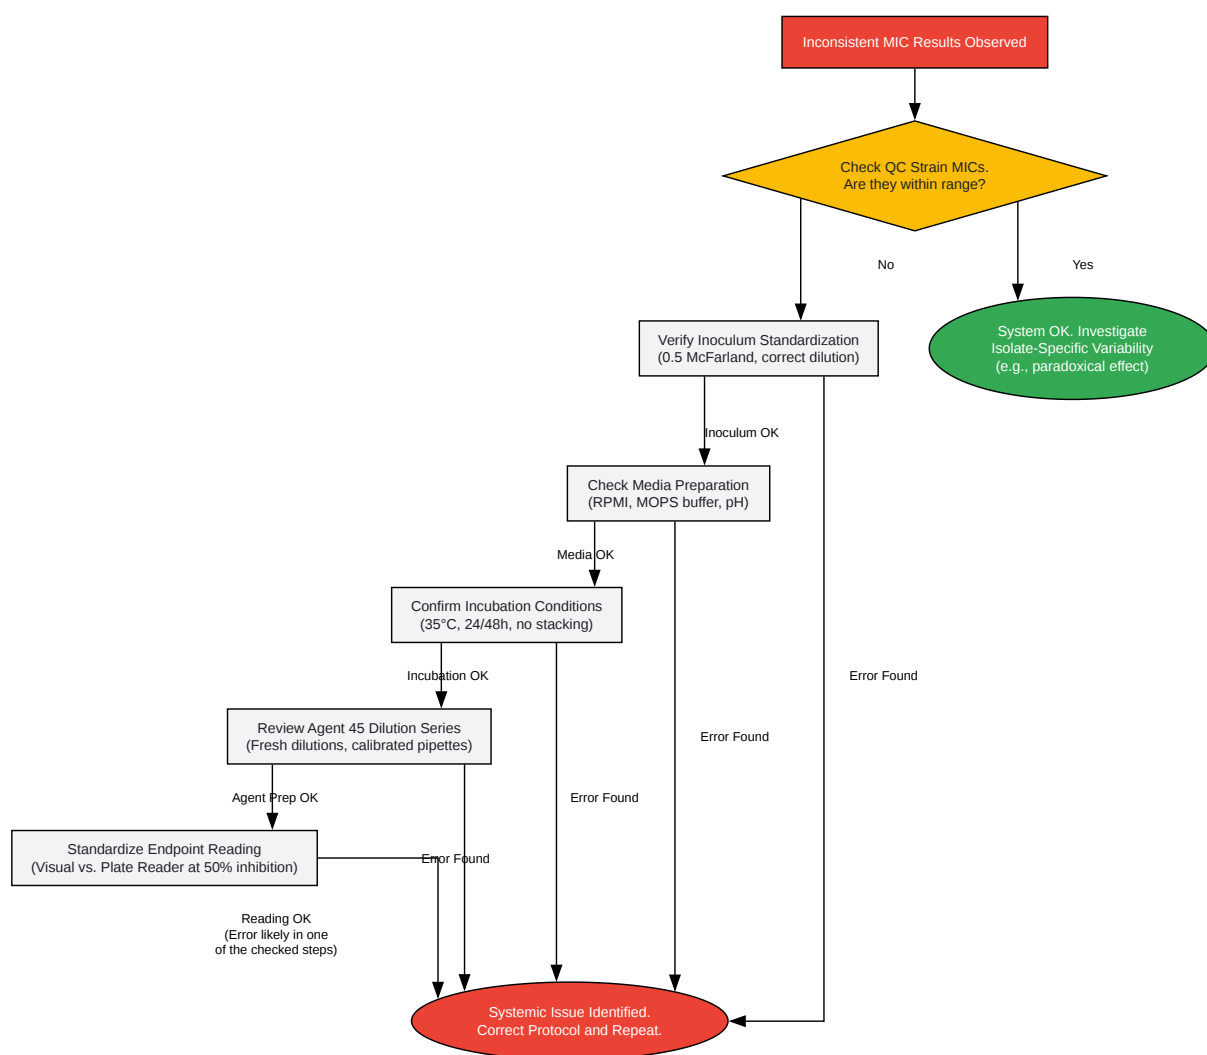 Inconsistent MIC Results Observed
Check QC Strain MICs.
Are they within range?
No
Yes
Verify Inoculum Standardization
(0.5 McFarland, correct dilution)
System OK. Investigate
Isolate-Specific Variability
(e.g., paradoxical effect)
Inoculum OK
Check Media Preparation
(RPMI, MOPS buffer, pH)
Media OK
Confirm Incubation Conditions
(35°C, 24/48h, no stacking)
Incubation OK
Error Found
Review Agent 45 Dilution Series
(Fresh dilutions, calibrated pipettes)
Error Found
Agent Prep OK
Error Found
Standardize Endpoint Reading
(Visual vs. Plate Reader at 50% inhibition)
Error Found
Reading OK
(Error likely in one
of the checked steps)
Systemic Issue Identified.
Correct Protocol and Repeat.